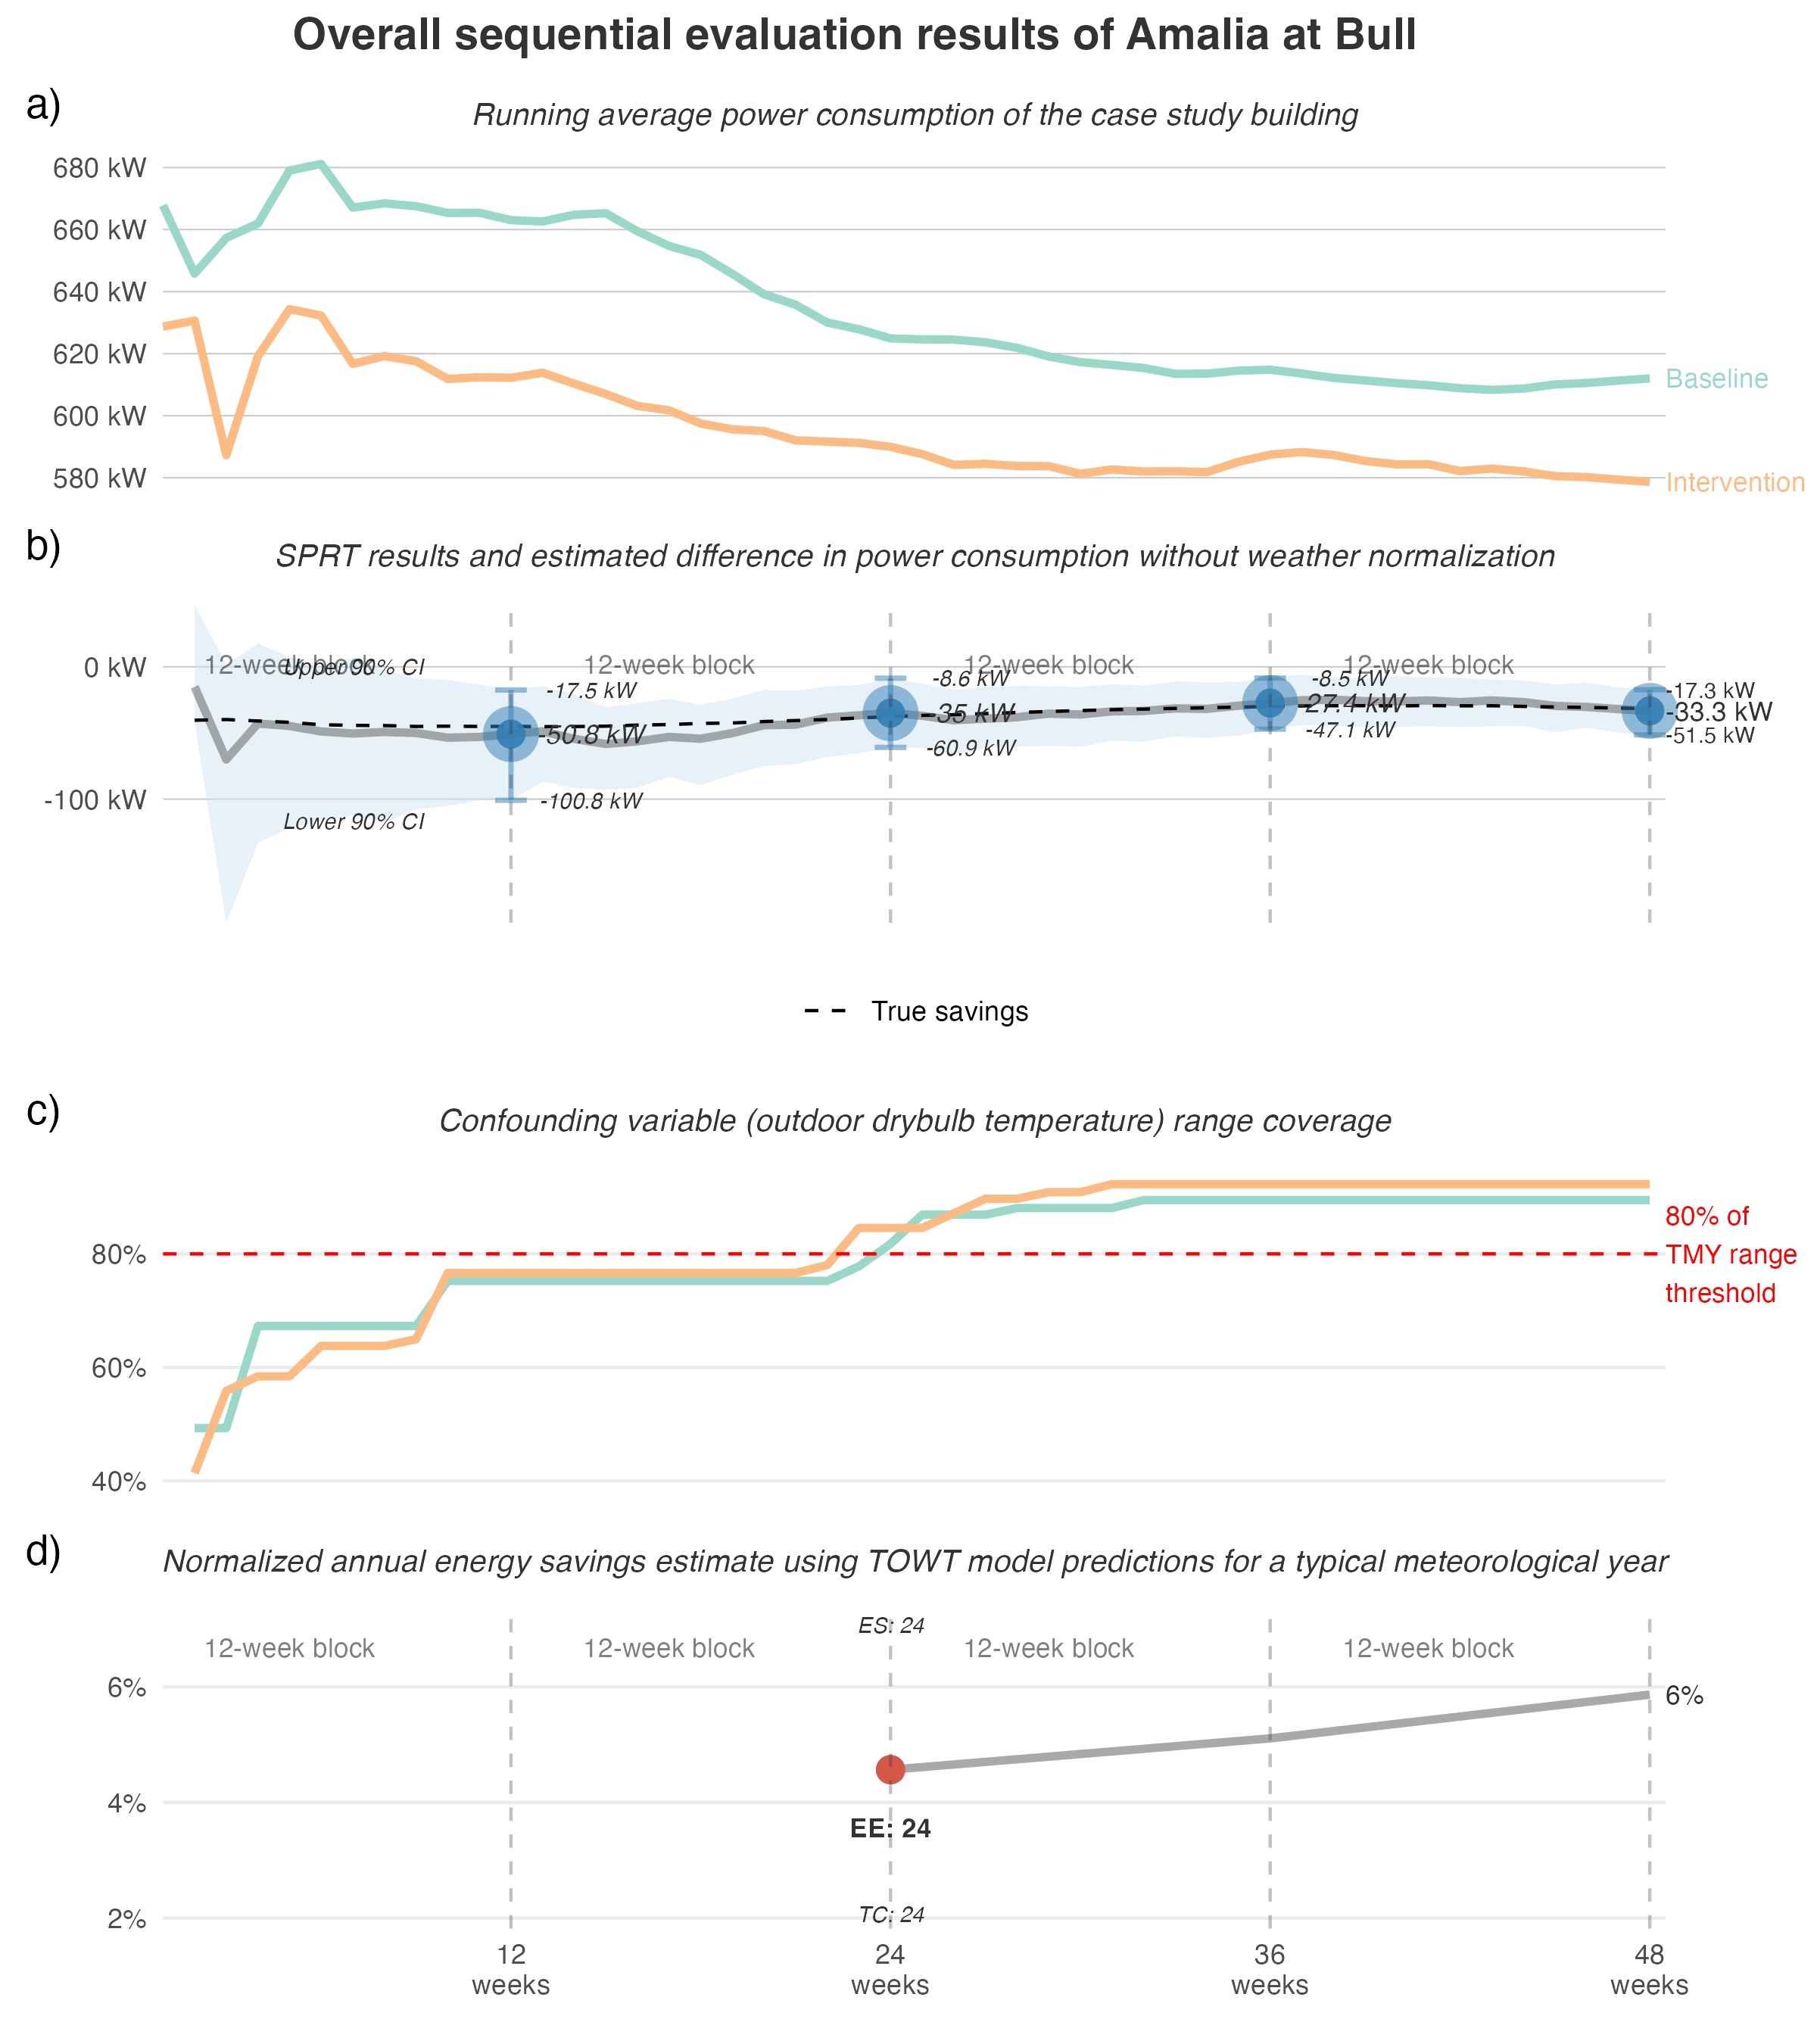 Overall sequential evaluation results of Amalia at Bull
a)
Running average power consumption of the case study building
680 kW
660 kW
640 kW
620 kW
600 kW
580 kW
Baseline
Intervention
b)
SPRT results and estimated difference in power consumption without weather normalization
0 kW
-100 kW
12-week block
12-week block
12-week block
12-week block
Upper 90% CI
Lower 90% CI
-17.5 kW
-50.8 kW
-100.8 kW
-8.6 kW
-35 kW
-60.9 kW
-8.5 kW
-27.4 kW
-47.1 kW
-17.3 kW
-33.3 kW
-51.5 kW
True savings
c)
Confounding variable (outdoor drybulb temperature) range coverage
80%
60%
40%
80% of
TMY range
threshold
d)
Normalized annual energy savings estimate using TOWT model predictions for a typical meteorological year
ES: 24
12-week block
12-week block
12-week block
12-week block
6%
4%
2%
6%
EE: 24
TC: 24
12
weeks
24
weeks
36
weeks
48
weeks